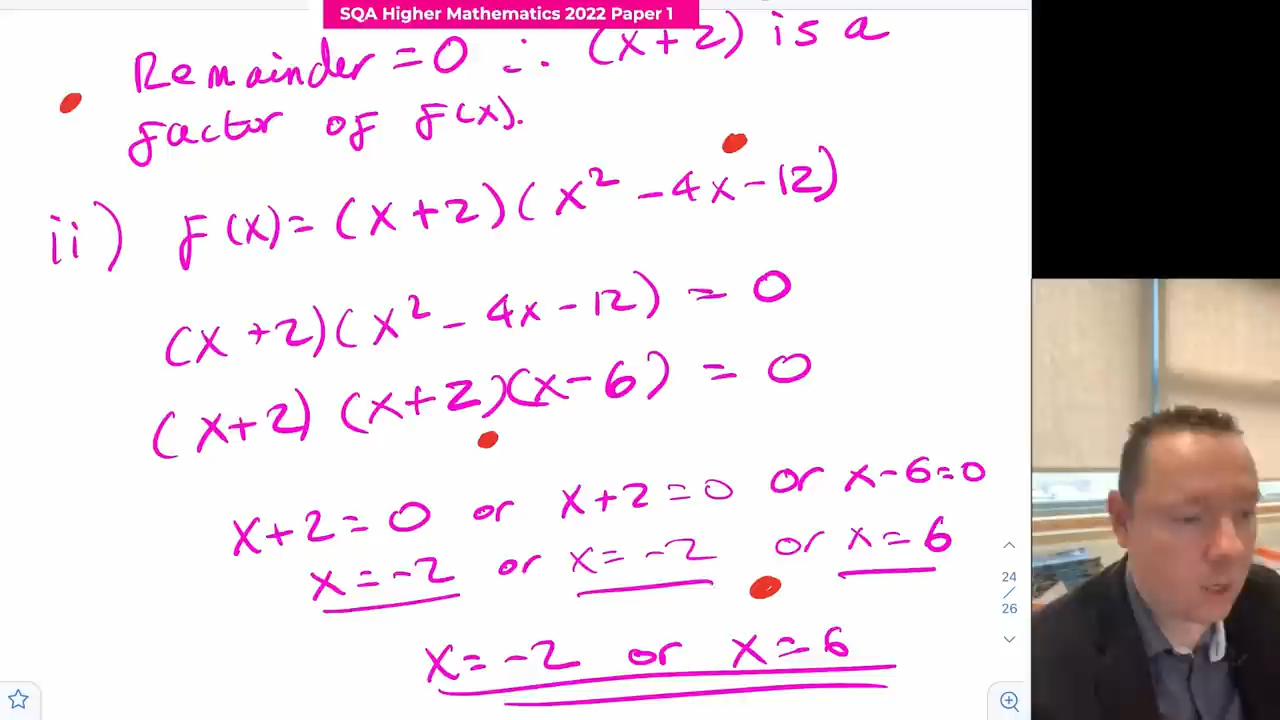 SQA Higher Mathematics 2022 Paper 1
Remainder = 0 ∴ (x+2) is a
factor of f(x).
ii) f(x) = (x+2)(x² - 4x - 12)
(x+2)(x² - 4x - 12) = 0
(x+2)(x+2)(x-6) = 0
x+2 = 0 or x+2 = 0 or x-6=0
x = -2 or x = -2 or x = 6
x = -2 or x = 6
24
/
26